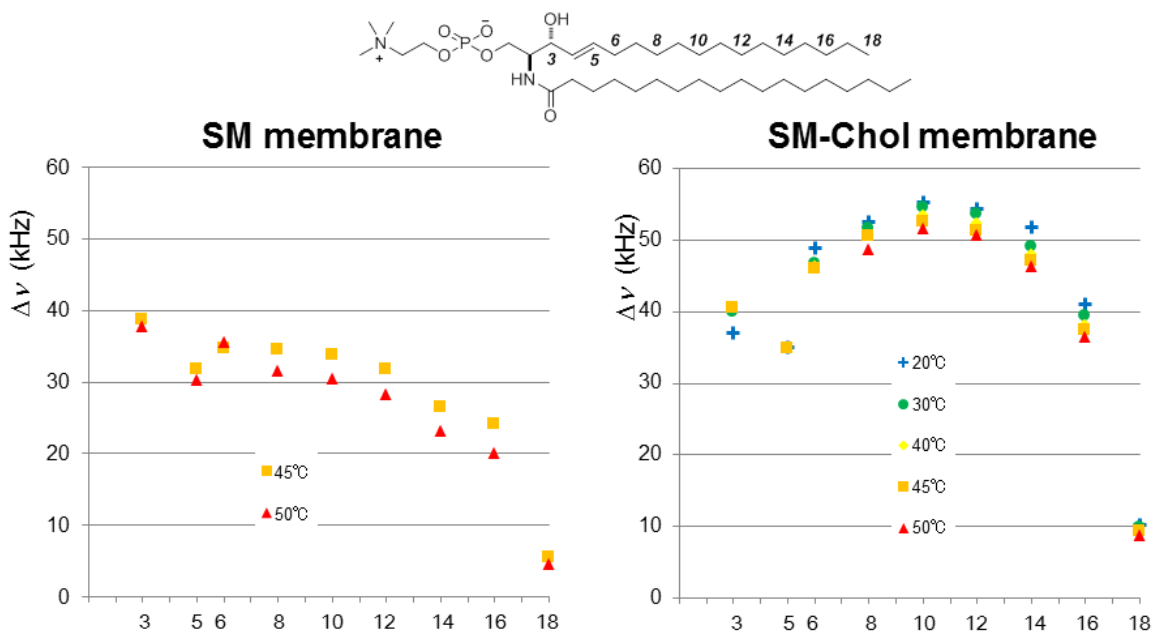 OH
O O⁻ 6 8 10 12 14 16 18
N⁺ O P O 3 5
HN
O
SM membrane SM-Chol membrane
Δν (kHz)
60
50
40
30
20
10
0
45℃
50℃
3 5 6 8 10 12 14 16 18
Δν (kHz)
60
50
40
30
20
10
0
20℃
30℃
40℃
45℃
50℃
3 5 6 8 10 12 14 16 18